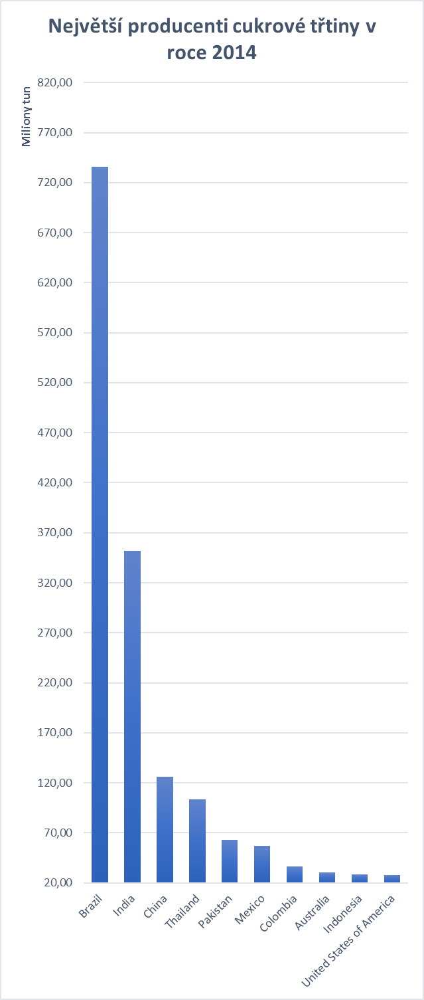 Největší producenti cukrové třtiny v
roce 2014
Miliony tun
820,00
770,00
720,00
670,00
620,00
570,00
520,00
470,00
420,00
370,00
320,00
270,00
220,00
170,00
120,00
70,00
20,00
Brazil
India
China
Thailand
Pakistan
Mexico
Colombia
Australia
Indonesia
United States of America